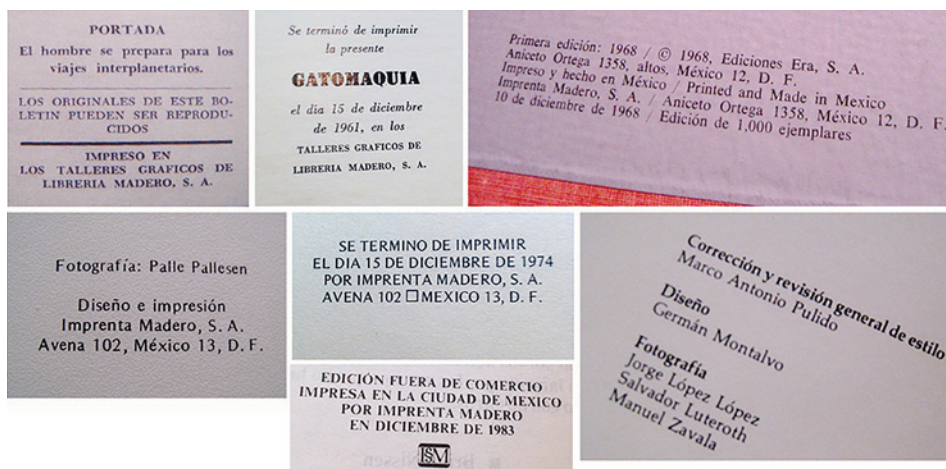 PORTADA
El hombre se prepara para los
viajes interplanetarios.
LOS ORIGINALES DE ESTE BO-
LETIN PUEDEN SER REPRODU-
CIDOS
IMPRESO EN
LOS TALLERES GRAFICOS DE
LIBRERIA MADERO, S. A.
Se terminó de imprimir
la presente
GATOMAQUIA
el dia 15 de diciembre
de 1961, en los
TALLERES GRAFICOS DE
LIBRERIA MADERO, S. A.
Primera edición: 1968 / © 1968, Ediciones Era, S. A.
Aniceto Ortega 1358, altos, México 12, D. F.
Impreso y hecho en México / Printed and Made in Mexico
Imprenta Madero, S. A. / Aniceto Ortega 1358, México 12, D. F.
10 de diciembre de 1968 / Edición de 1,000 ejemplares
Fotografía: Palle Pallesen
Diseño e impresión
Imprenta Madero, S. A.
Avena 102, México 13, D. F.
SE TERMINO DE IMPRIMIR
EL DIA 15 DE DICIEMBRE DE 1974
POR IMPRENTA MADERO, S. A.
AVENA 102 □ MEXICO 13, D. F.
EDICIÓN FUERA DE COMERCIO
IMPRESA EN LA CIUDAD DE MEXICO
POR IMPRENTA MADERO
EN DICIEMBRE DE 1983
Corrección y revisión general de estilo
Marco Antonio Pulido
Diseño
Germán Montalvo
Fotografía
Jorge López López
Salvador Luteroth
Manuel Zavala